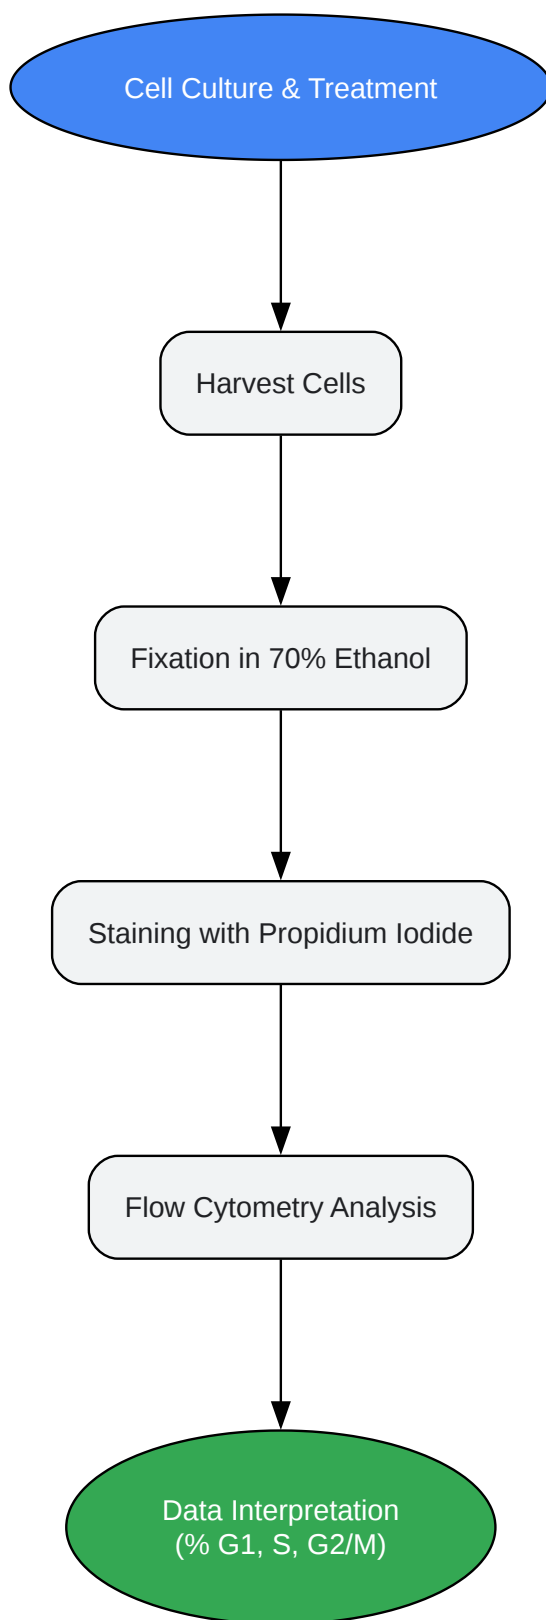 Cell Culture & Treatment
Harvest Cells
Fixation in 70% Ethanol
Staining with Propidium Iodide
Flow Cytometry Analysis
Data Interpretation
(% G1, S, G2/M)